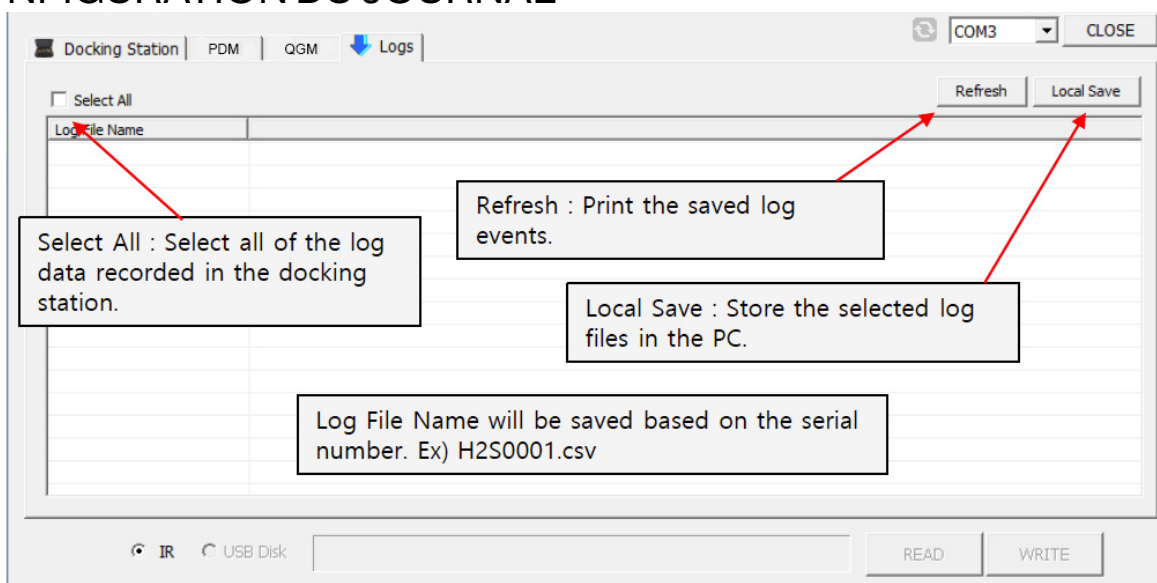 NFIGURATION DU JOURNAL
Docking Station PDM QGM Logs COM3 CLOSE
Select All Refresh Local Save
Log File Name
Refresh : Print the saved log
events.
Select All : Select all of the log
data recorded in the docking
station.
Local Save : Store the selected log
files in the PC.
Log File Name will be saved based on the serial
number. Ex) H2S0001.csv
IR USB Disk READ WRITE